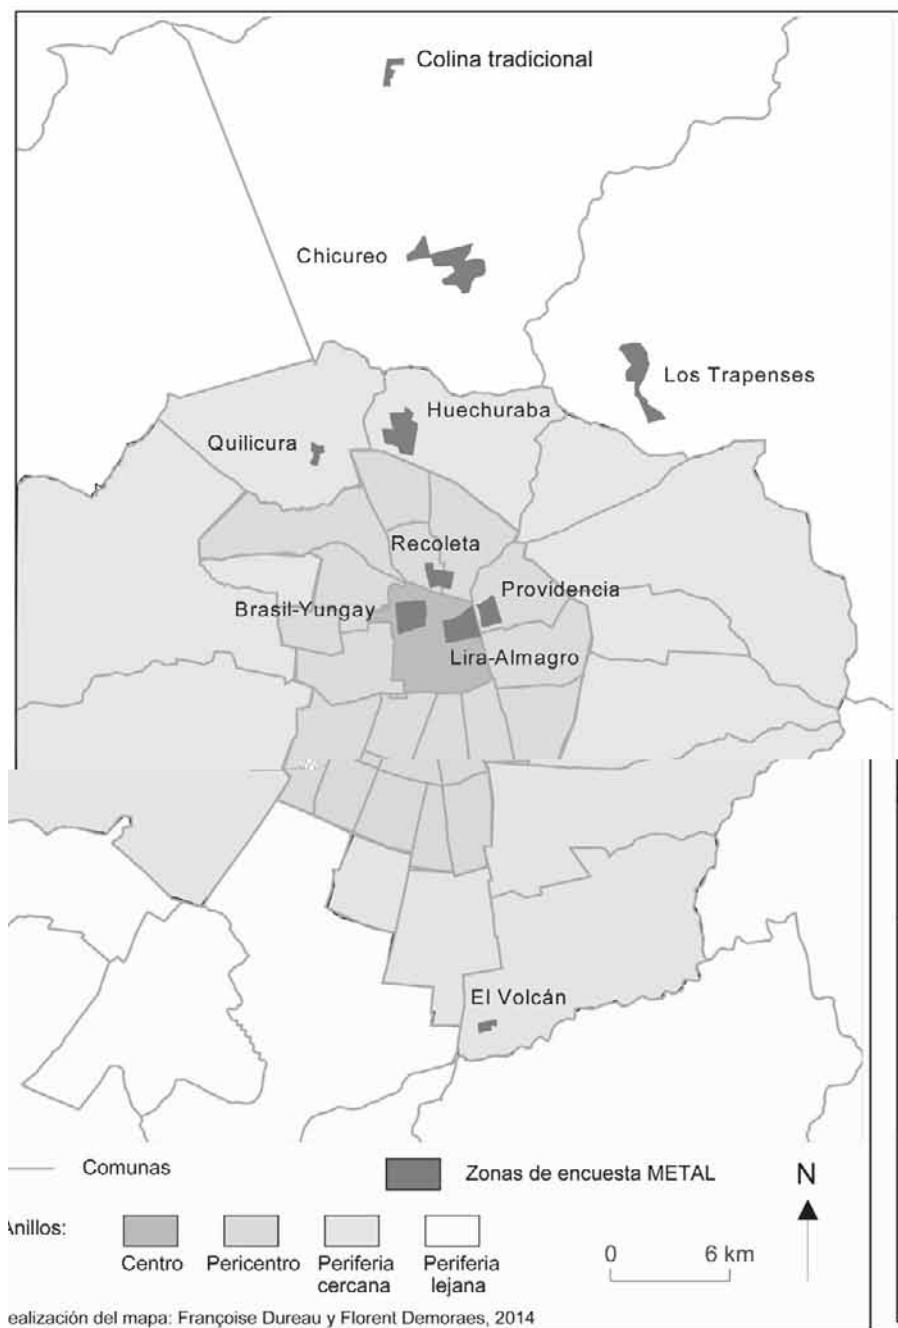 Colina tradicional
Chicureo
Los Trapenses
Huechuraba
Quilicura
Recoleta
Providencia
Brasil-Yungay
Lira-Almagro
El Volcán
Comunas
Zonas de encuesta METAL
N
Anillos:
Centro
Pericentro
Periferia
cercana
Periferia
lejana
0 6 km
ealización del mapa: Françoise Dureau y Florent Demoraes, 2014